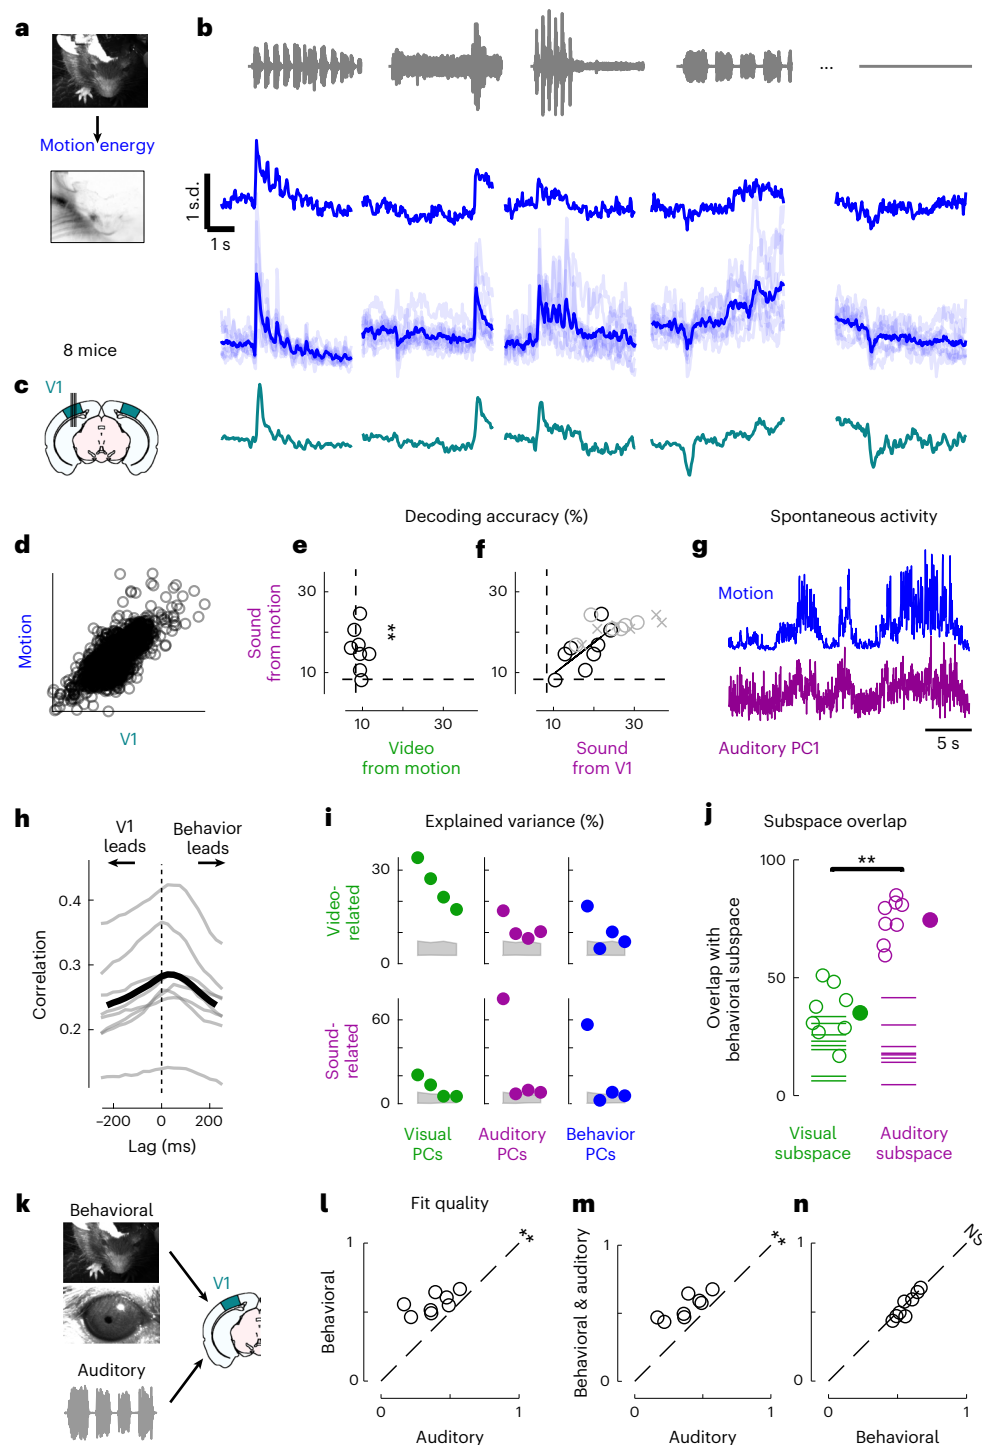 a
Motion energy
8 mice
b
1 s.d.
1 s
...
c
V1
Decoding accuracy (%)
Spontaneous activity
d
Motion
V1
e
Sound
from motion
30
10
**
10
30
Video
from motion
f
30
10
10
30
Sound
from V1
g
Motion
Auditory PC1
5 s
h
V1
leads
Behavior
leads
Correlation
0.4
0.3
0.2
−200
0
200
Lag (ms)
i
Explained variance (%)
Video-
related
30
0
Sound-
related
60
0
Visual
PCs
Auditory
PCs
Behavior
PCs
j
Subspace overlap
**
Overlap with
behavioral subspace
100
50
0
Visual
subspace
Auditory
subspace
k
Behavioral
V1
Auditory
l
Fit quality
**
Behavioral
1
0
0
1
Auditory
m
**
Behavioral & auditory
1
0
0
1
Auditory
n
NS
1
0
0
1
Behavioral